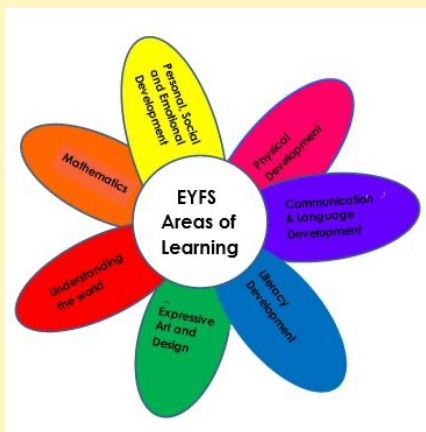 Personal, Social
and Emotional
Development
Physical
Development
Communication
& Language
Development
Literacy
Development
Expressive
Art and
Design
Understanding
the world
Mathematics
EYFS
Areas of
Learning